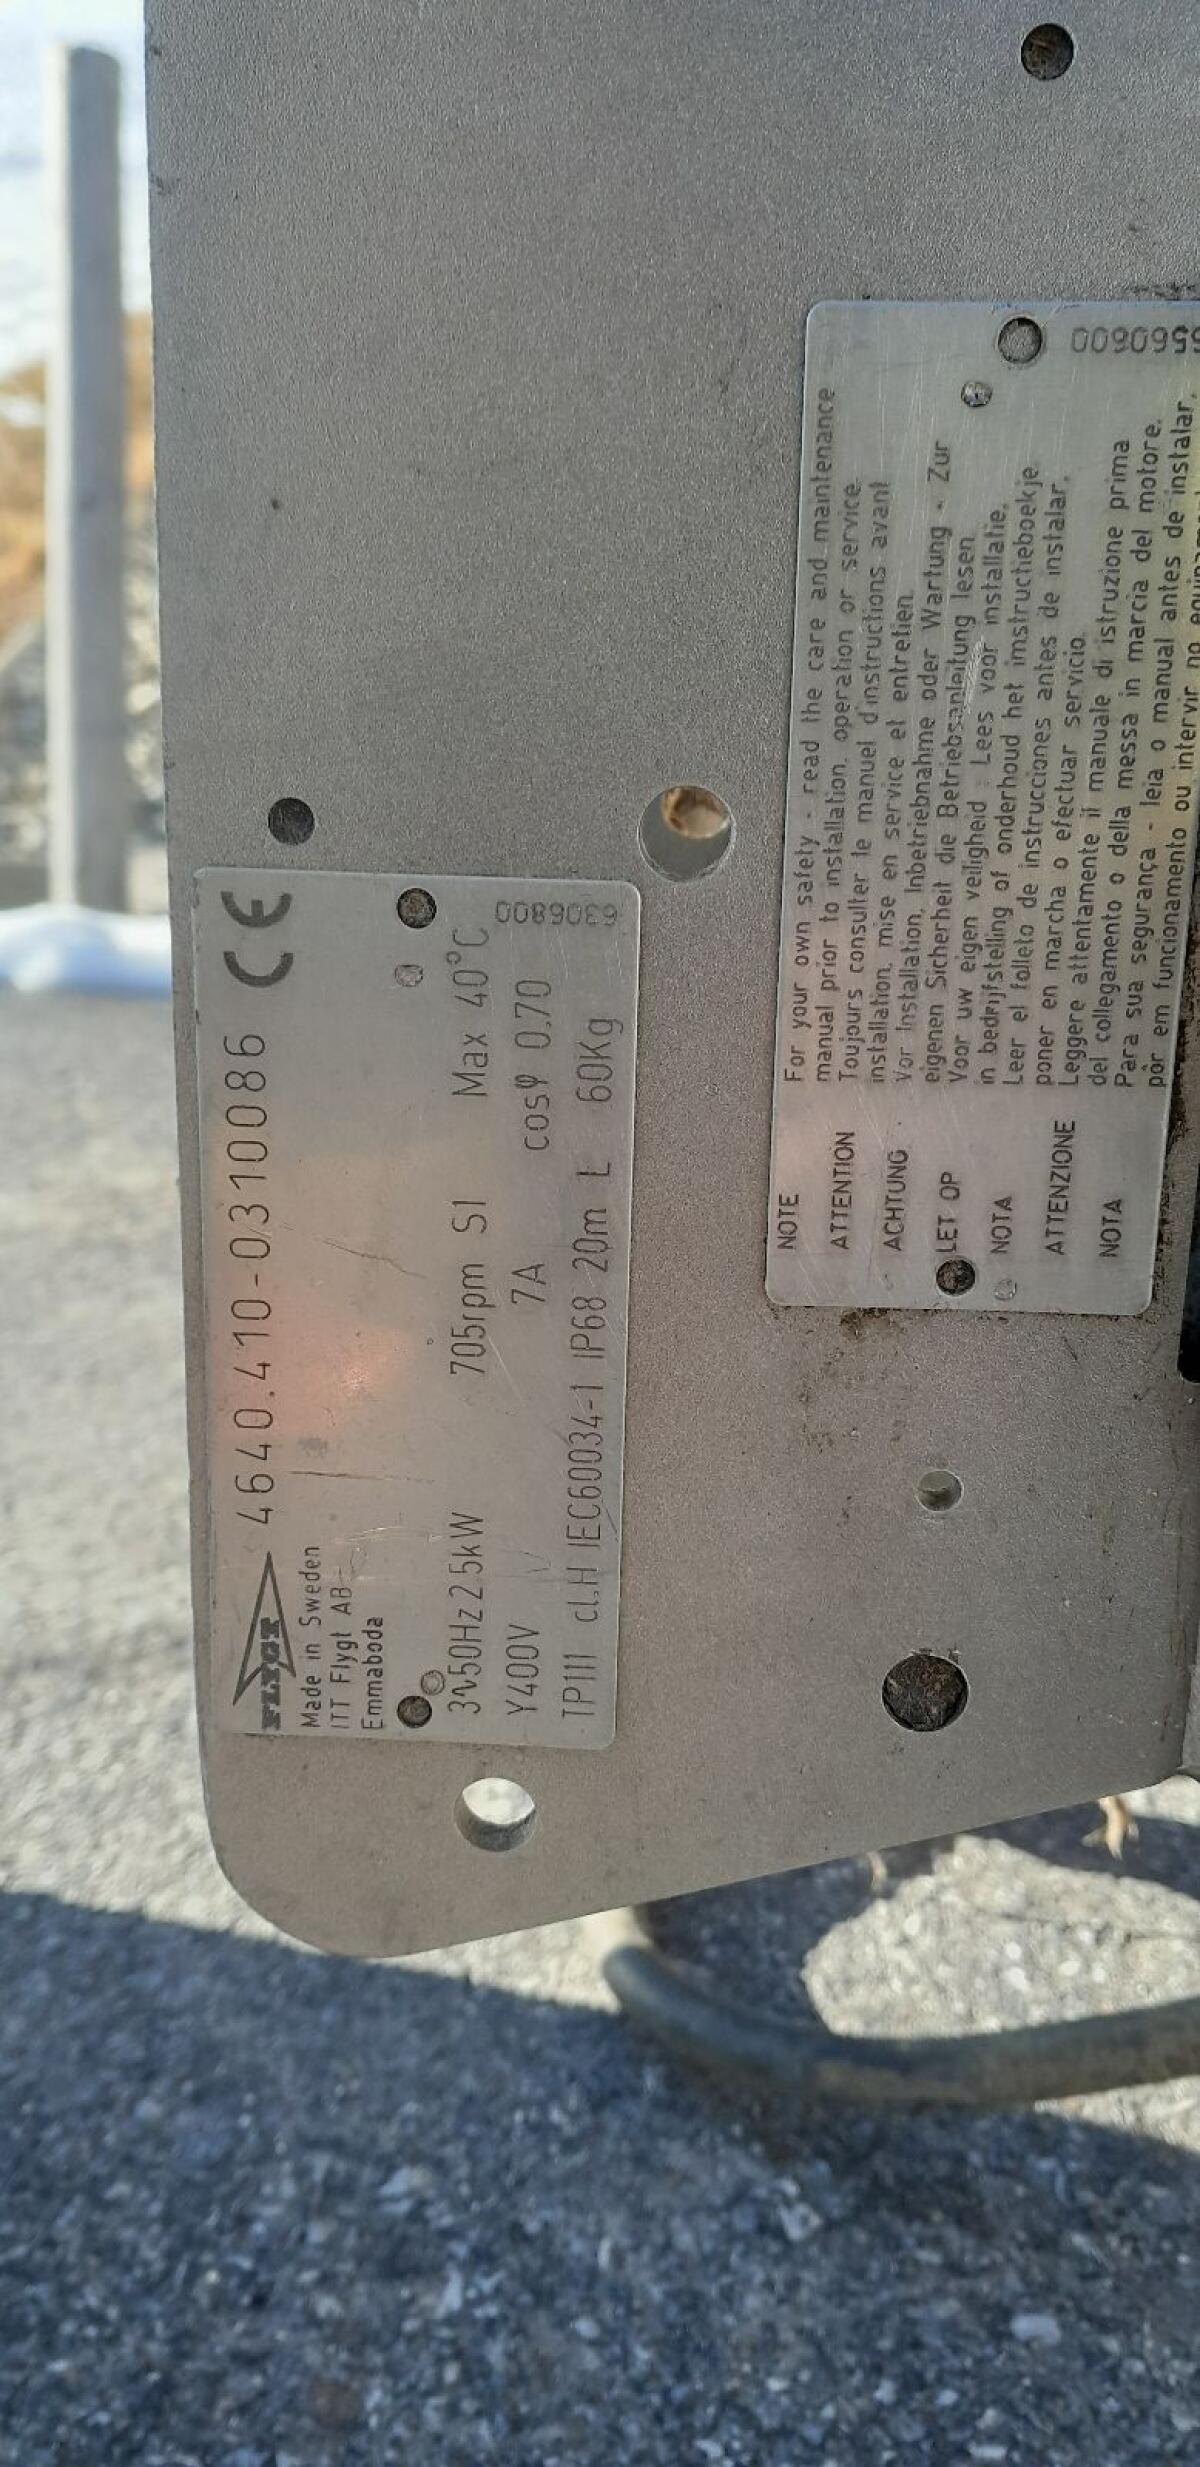 FLYGT 4640.410-0310086 CE
Made in Sweden
ITT Flygt AB
Emmaboda
3~50Hz 2.5kW 705rpm S1 Max 40°C
Y400V 7A cosφ 0.70
TP111 cl.H IEC60034-1 IP68 20m L 60Kg
6306800
NOTE For your own safety - read the care and maintenance
manual prior to installation, operation or service.
ATTENTION Toujours consulter le manuel d'instructions avant
installation, mise en service et entretien.
ACHTUNG Vor Installation, Inbetriebnahme oder Wartung - Zur
eigenen Sicherheit die Betriebsanleitung lesen
LET OP Voor uw eigen veiligheid : Lees voor installatie,
in bedrijfstelling of onderhoud het imstructieboekje.
NOTA Leer el folleto de instrucciones antes de instalar,
poner en marcha o efectuar servicio.
ATTENZIONE Leggere attentamente il manuale di istruzione prima
del collegamento o della messa in marcia del motore.
NOTA Para sua segurança - leia o manual antes de instalar,
pôr em funcionamento ou intervir no